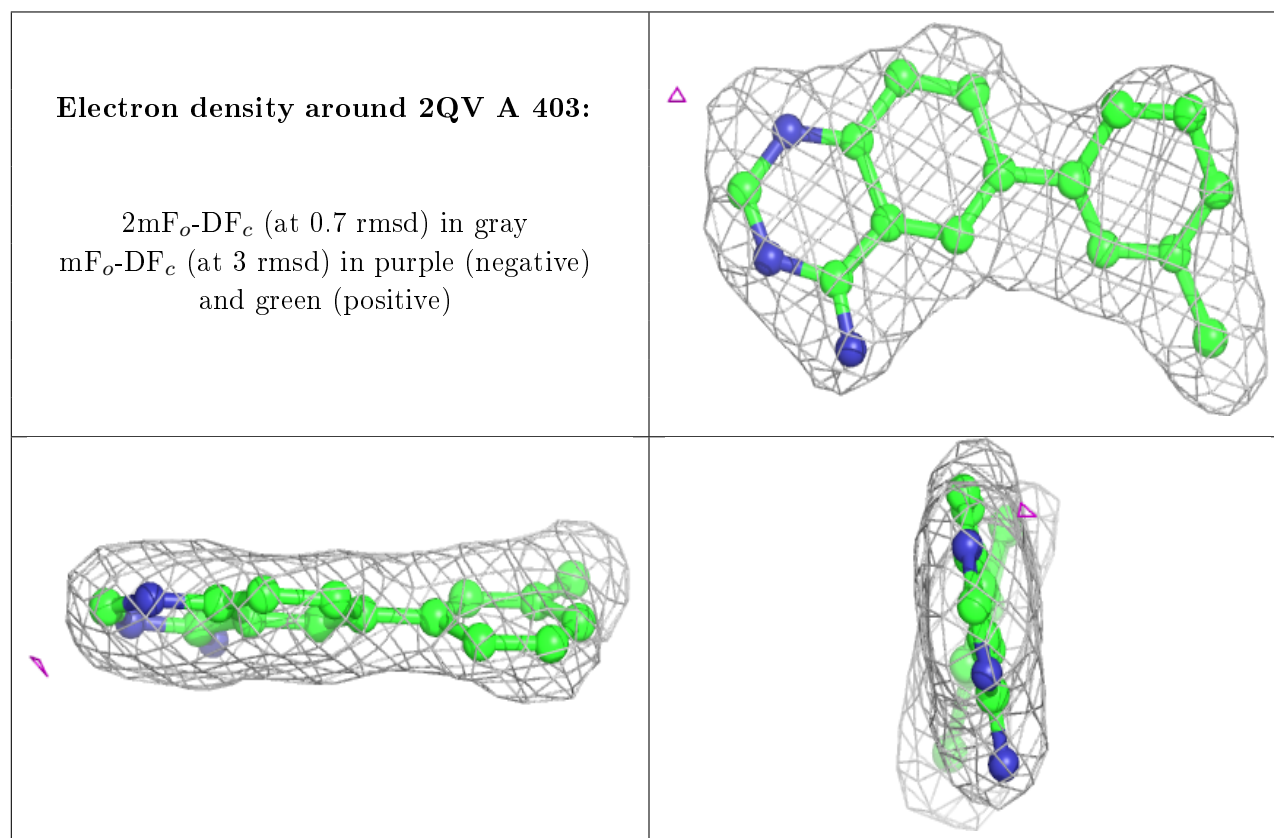 Electron density around 2QV A 403:
2mFₒ-DF𝑐 (at 0.7 rmsd) in gray
mFₒ-DF𝑐 (at 3 rmsd) in purple (negative)
and green (positive)